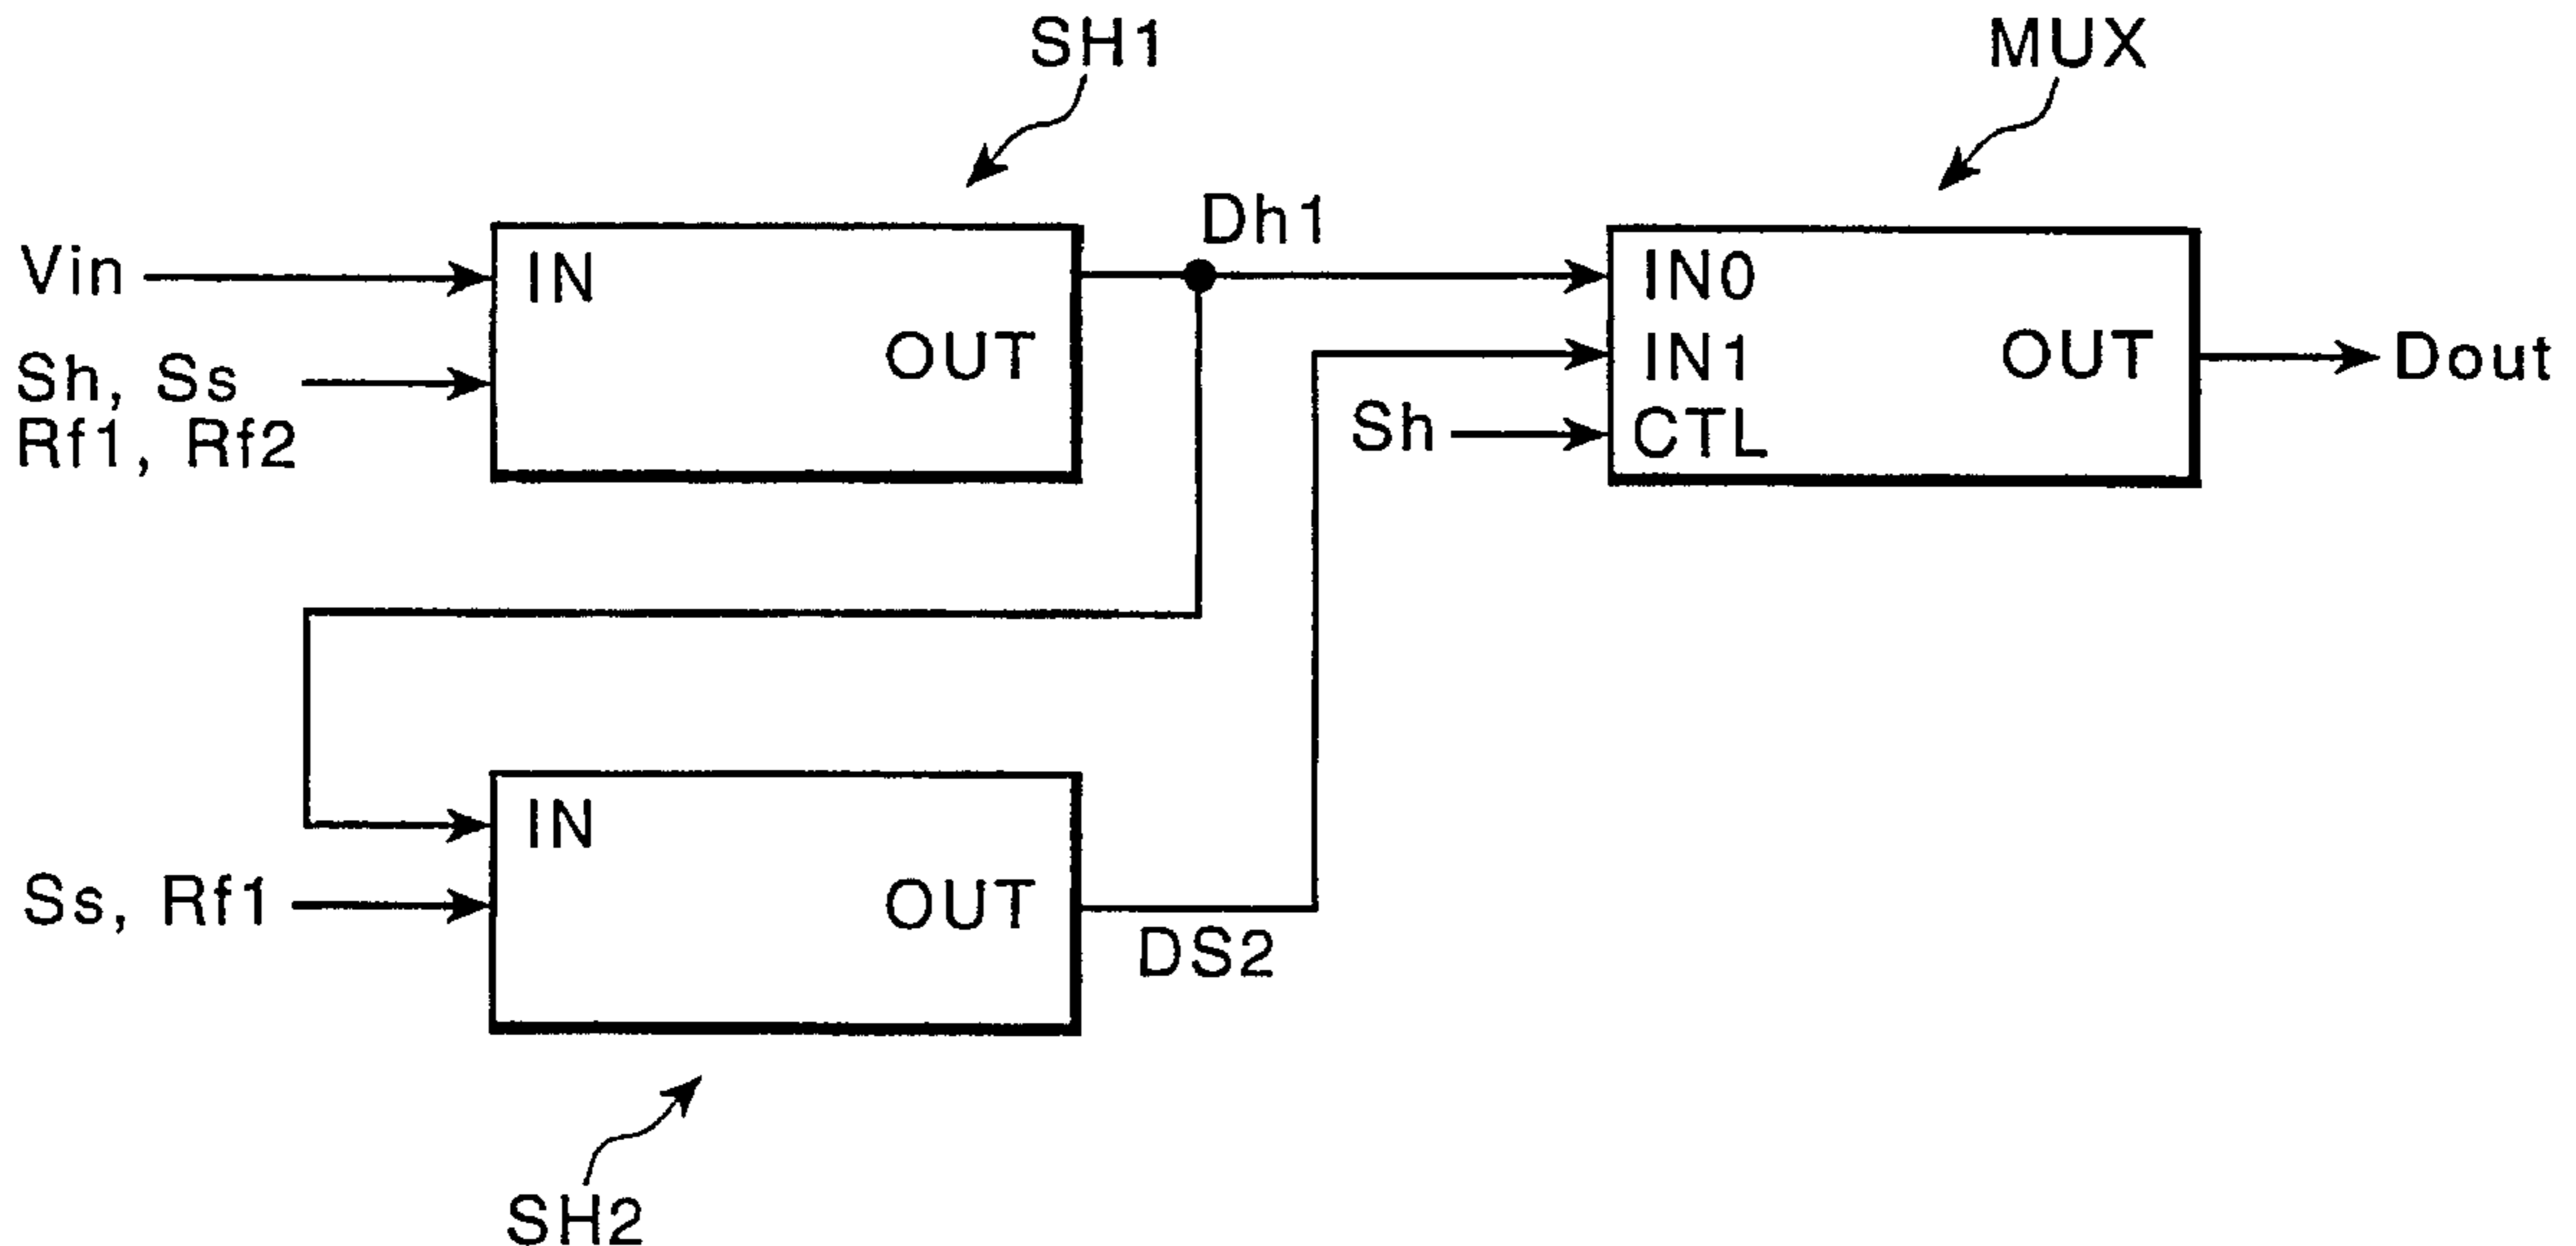 SH1
MUX
Dh1
Vin
IN
IN0
Sh, Ss
OUT
IN1
OUT
Dout
Rf1, Rf2
Sh
CTL
IN
Ss, Rf1
OUT
DS2
SH2